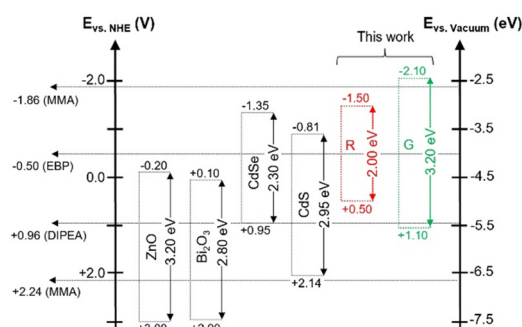 E vs. NHE (V)
E vs. Vacuum (eV)
This work
-2.0
0.0
+2.0
-1.86 (MMA)
-0.50 (EBP)
+0.96 (DIPEA)
+2.24 (MMA)
-0.20
ZnO
3.20 eV
+0.10
Bi₂O₃
2.80 eV
-1.35
CdSe
2.30 eV
+0.95
-0.81
CdS
2.95 eV
+2.14
-1.50
R
2.00 eV
+0.50
-2.10
G
3.20 eV
+1.10
-2.5
-3.5
-4.5
-5.5
-6.5
-7.5